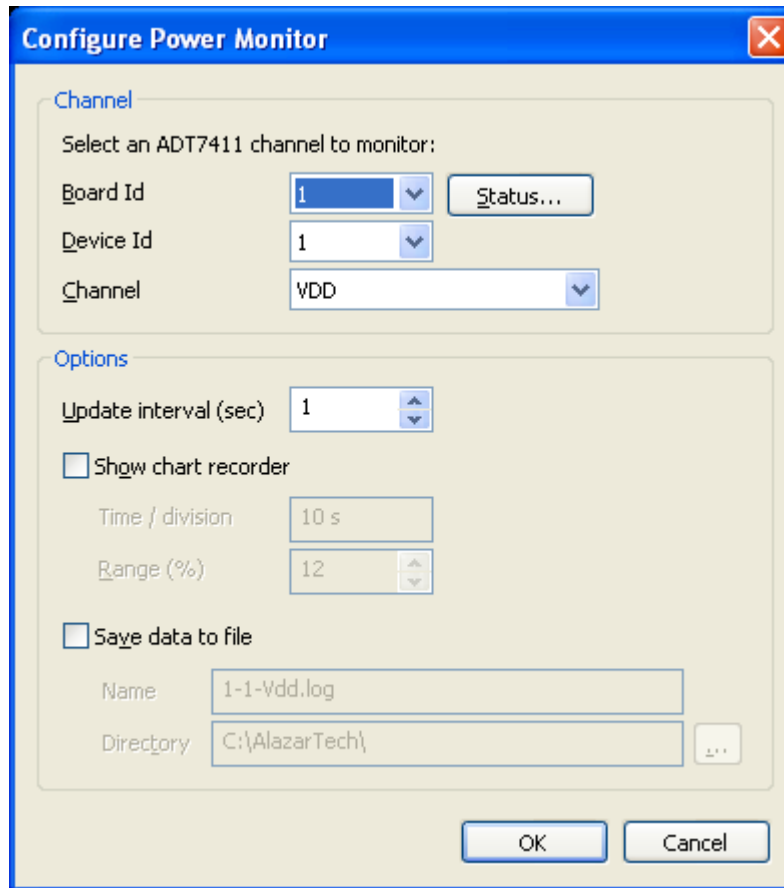 Configure Power Monitor
Channel
Select an ADT7411 channel to monitor:
Board Id 1 Status...
Device Id 1
Channel VDD
Options
Update interval (sec) 1
Show chart recorder
Time / division 10 s
Range (%) 12
Save data to file
Name 1-1-Vdd.log
Directory C:\AlazarTech\ ...
OK Cancel